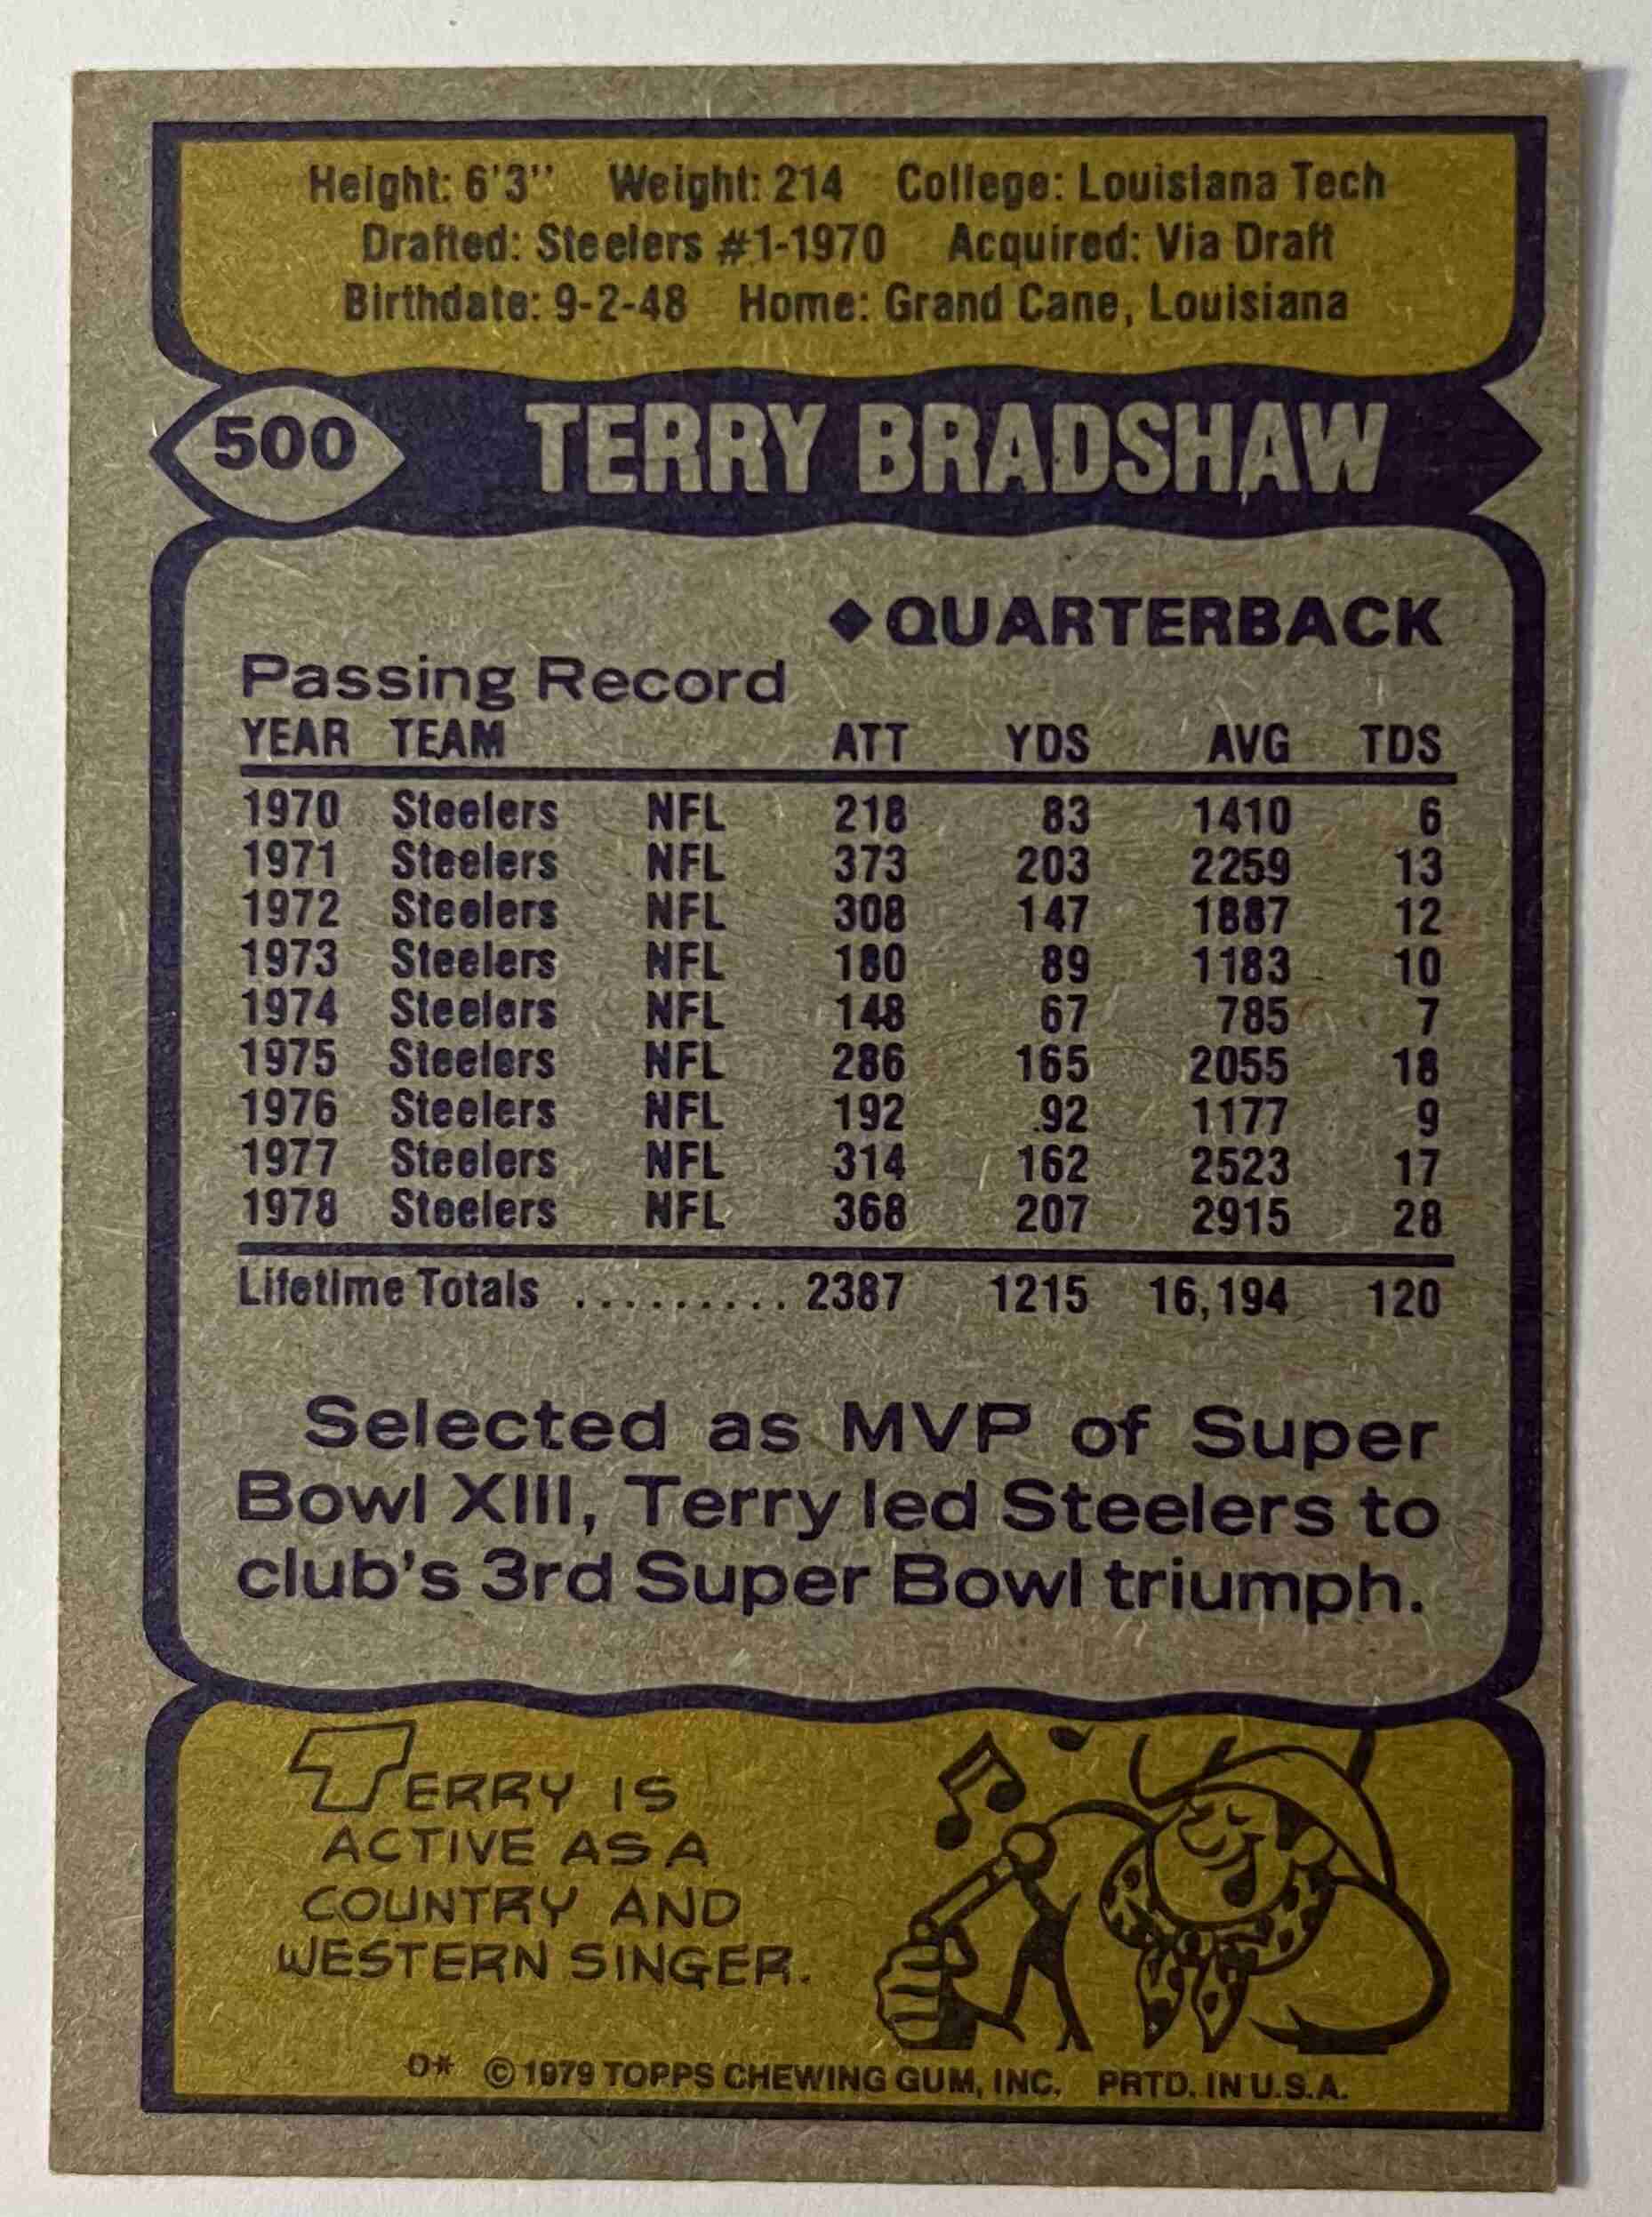 Height: 6'3" Weight: 214 College: Louisiana Tech
Drafted: Steelers #1-1970 Acquired: Via Draft
Birthdate: 9-2-48 Home: Grand Cane, Louisiana
500 TERRY BRADSHAW
◆ QUARTERBACK
Passing Record
YEAR TEAM ATT YDS AVG TDS
1970 Steelers NFL 218 83 1410 6
1971 Steelers NFL 373 203 2259 13
1972 Steelers NFL 308 147 1887 12
1973 Steelers NFL 180 89 1183 10
1974 Steelers NFL 148 67 785 7
1975 Steelers NFL 286 165 2055 18
1976 Steelers NFL 192 92 1177 9
1977 Steelers NFL 314 162 2523 17
1978 Steelers NFL 368 207 2915 28
Lifetime Totals ......... 2387 1215 16,194 120
Selected as MVP of Super
Bowl XIII, Terry led Steelers to
club's 3rd Super Bowl triumph.
TERRY IS
ACTIVE AS A
COUNTRY AND
WESTERN SINGER.
D* © 1979 TOPPS CHEWING GUM, INC. PRTD. IN U.S.A.